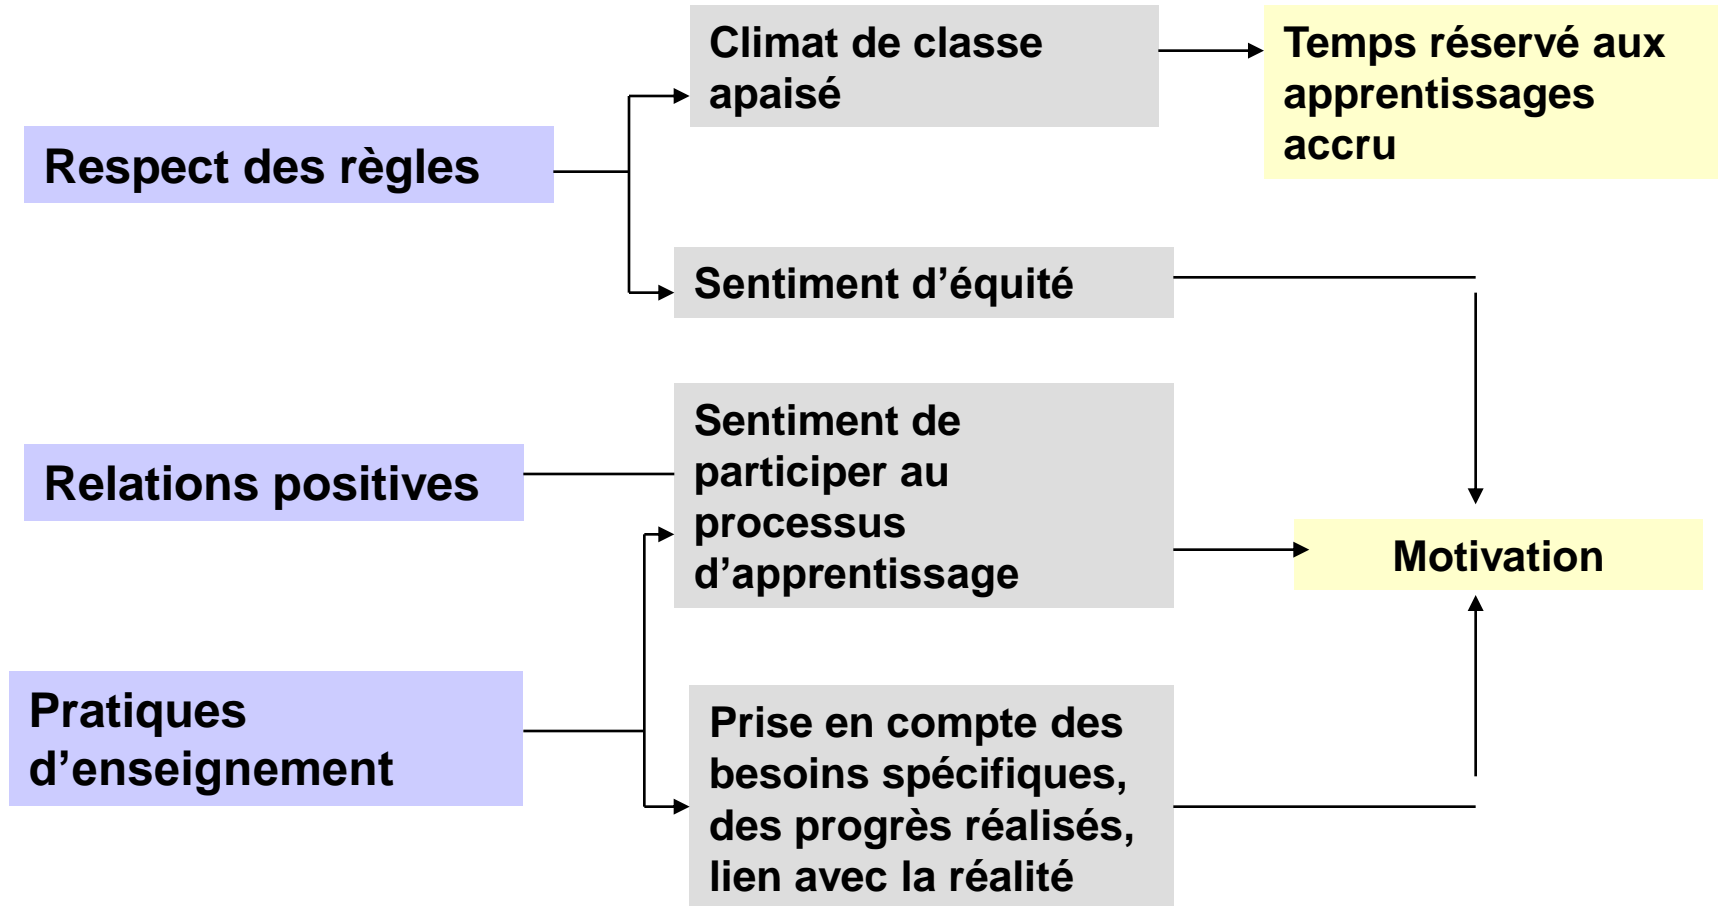 Climat de classe
apaisé
Temps réservé aux
apprentissages
accru
Respect des règles
Sentiment d’équité
Sentiment de
participer au
processus
d’apprentissage
Relations positives
Motivation
Pratiques
d’enseignement
Prise en compte des
besoins spécifiques,
des progrès réalisés,
lien avec la réalité